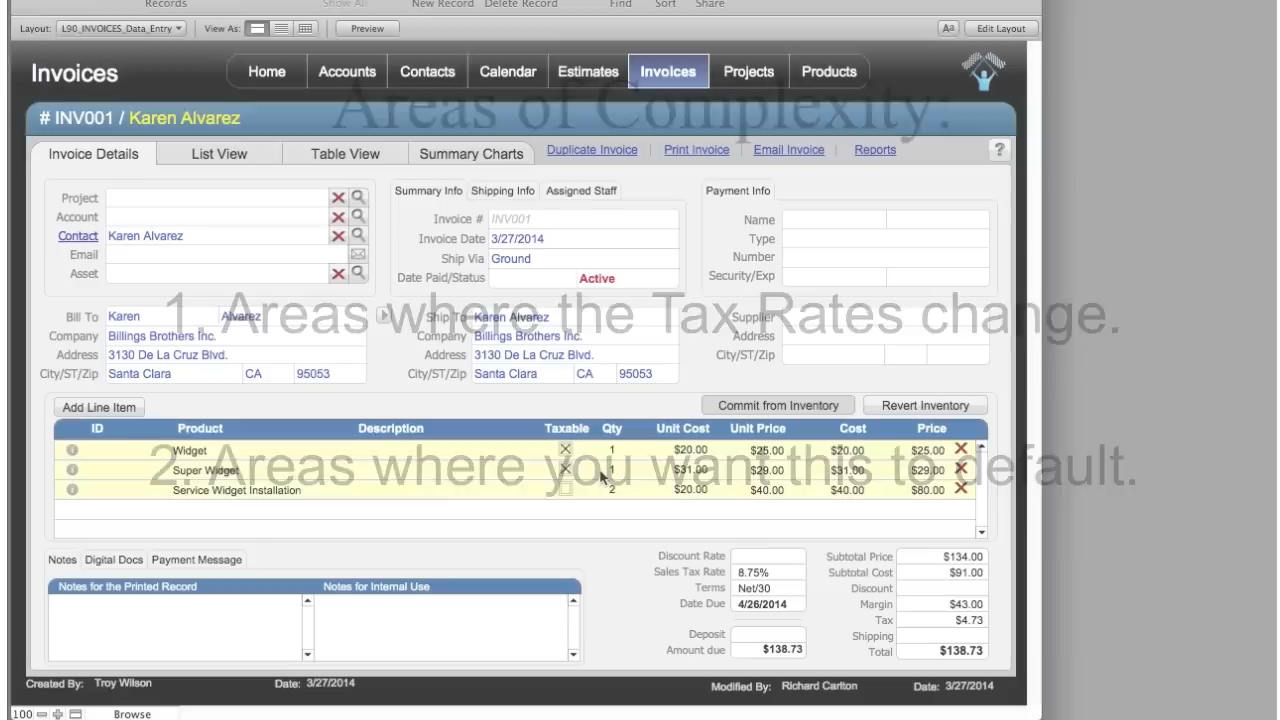 Records Show All New Record Delete Record Find Sort Share
Layout: L90_INVOICES_Data_Entry View As: Preview Aa Edit Layout
Invoices Home Accounts Contacts Calendar Estimates Invoices Projects Products
Areas of Complexity:
# INV001 / Karen Alvarez
Invoice Details List View Table View Summary Charts Duplicate Invoice Print Invoice Email Invoice Reports ?
Summary Info Shipping Info Assigned Staff Payment Info
Project
Account
Contact Karen Alvarez
Email
Asset
Invoice # INV001
Invoice Date 3/27/2014
Ship Via Ground
Date Paid/Status Active
Name
Type
Number
Security/Exp
1. Areas where the Tax Rates change.
Bill To Karen Alvarez
Company Billings Brothers Inc.
Address 3130 De La Cruz Blvd.
City/ST/Zip Santa Clara CA 95053
Ship To Karen Alvarez
Company Billings Brothers Inc.
Address 3130 De La Cruz Blvd.
City/ST/Zip Santa Clara CA 95053
Supplier
Address
City/ST/Zip
Add Line Item Commit from Inventory Revert Inventory
ID Product Description Taxable Qty Unit Cost Unit Price Cost Price
Widget 1 $20.00 $25.00 $20.00 $25.00
Super Widget 1 $31.00 $29.00 $31.00 $29.00
Service Widget Installation 2 $20.00 $40.00 $40.00 $80.00
2. Areas where you want this to default.
Notes Digital Docs Payment Message
Notes for the Printed Record Notes for Internal Use
Discount Rate
Sales Tax Rate 8.75%
Terms Net/30
Date Due 4/26/2014
Deposit
Amount due $138.73
Subtotal Price $134.00
Subtotal Cost $91.00
Discount
Margin $43.00
Tax $4.73
Shipping
Total $138.73
Created By: Troy Wilson Date: 3/27/2014 Modified By: Richard Carlton Date: 3/27/2014
100 Browse